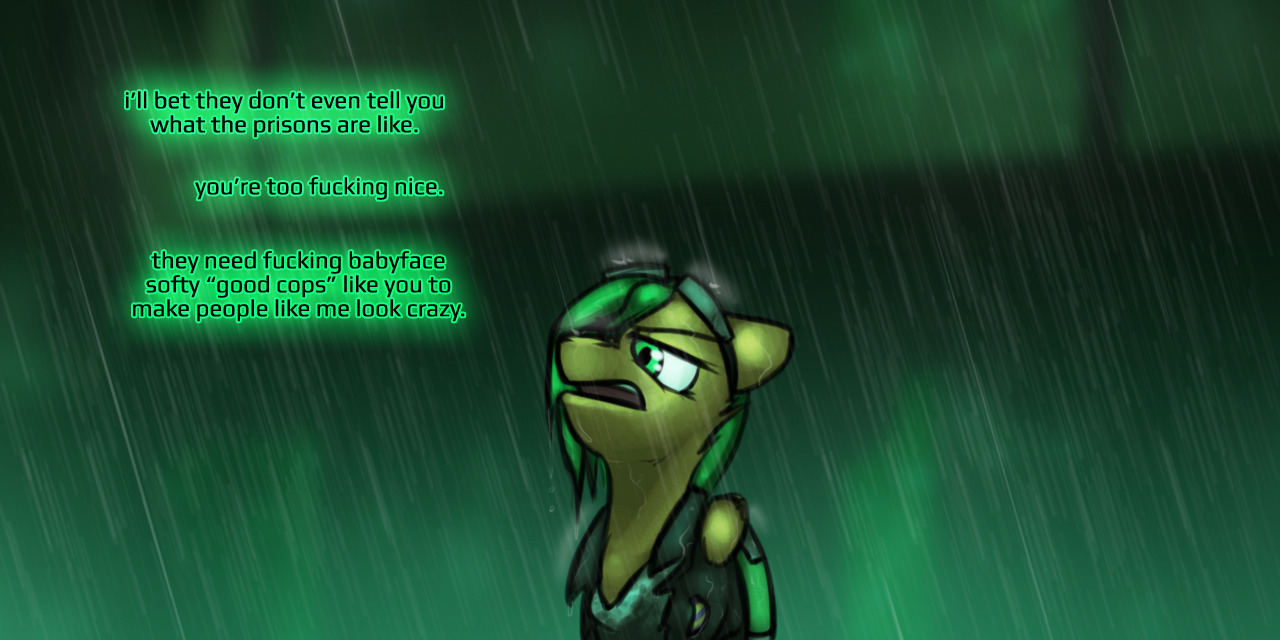 i’ll bet they don’t even tell you
what the prisons are like.
you’re too fucking nice.
they need fucking babyface
softy “good cops” like you to
make people like me look crazy.